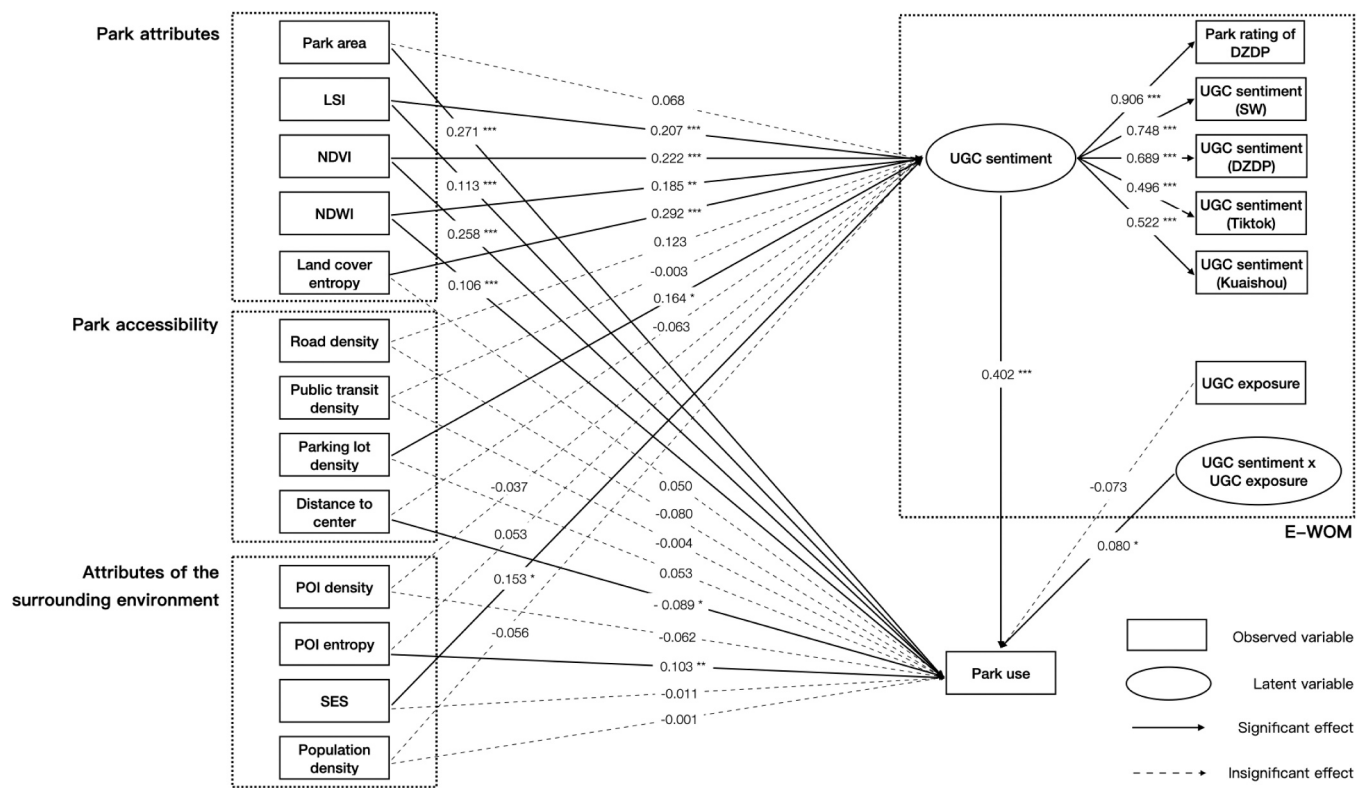 Park attributes
Park area
LSI
NDVI
NDWI
Land cover
entropy
Park accessibility
Road density
Public transit
density
Parking lot
density
Distance to
center
Attributes of the
surrounding environment
POI density
POI entropy
SES
Population
density
0.068
0.207 ***
0.222 ***
0.185 **
0.292 ***
0.123
-0.003
0.164 *
-0.063
-0.037
0.053
0.153 *
-0.056
0.271 ***
0.113 ***
0.258 ***
0.106 ***
0.050
-0.080
-0.004
0.053
- 0.089 *
-0.062
0.103 **
-0.011
-0.001
UGC sentiment
0.906 ***
0.748 ***
0.689 ***
0.496 ***
0.522 ***
Park rating of
DZDP
UGC sentiment
(SW)
UGC sentiment
(DZDP)
UGC sentiment
(Tiktok)
UGC sentiment
(Kuaishou)
0.402 ***
UGC exposure
UGC sentiment x
UGC exposure
-0.073
0.080 *
E-WOM
Park use
Observed variable
Latent variable
Significant effect
Insignificant effect